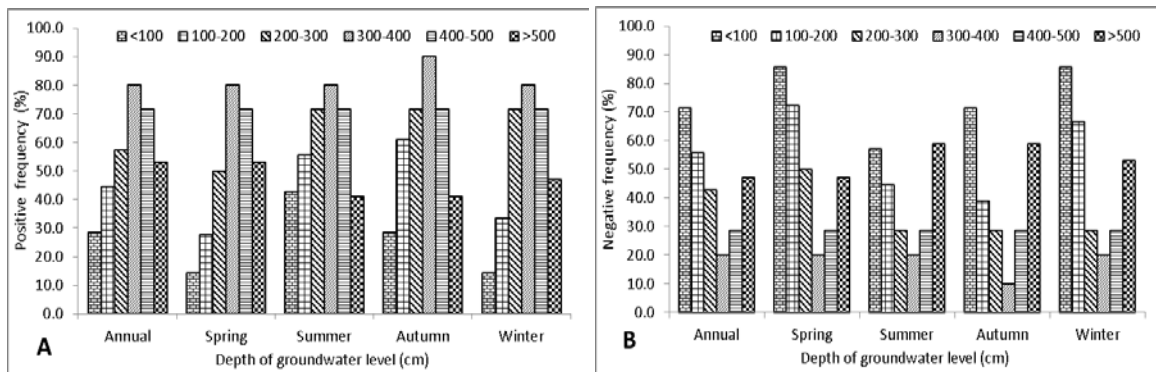 100.0
<100 100-200 200-300 300-400 400-500 >500
90.0
80.0
70.0
60.0
50.0
40.0
30.0
20.0
10.0
0.0
Positive frequency (%)
Annual Spring Summer Autumn Winter
A
Depth of groundwater level (cm)
100.0
<100 100-200 200-300 300-400 400-500 >500
90.0
80.0
70.0
60.0
50.0
40.0
30.0
20.0
10.0
0.0
Negative frequency (%)
Annual Spring Summer Autumn Winter
B
Depth of groundwater level (cm)